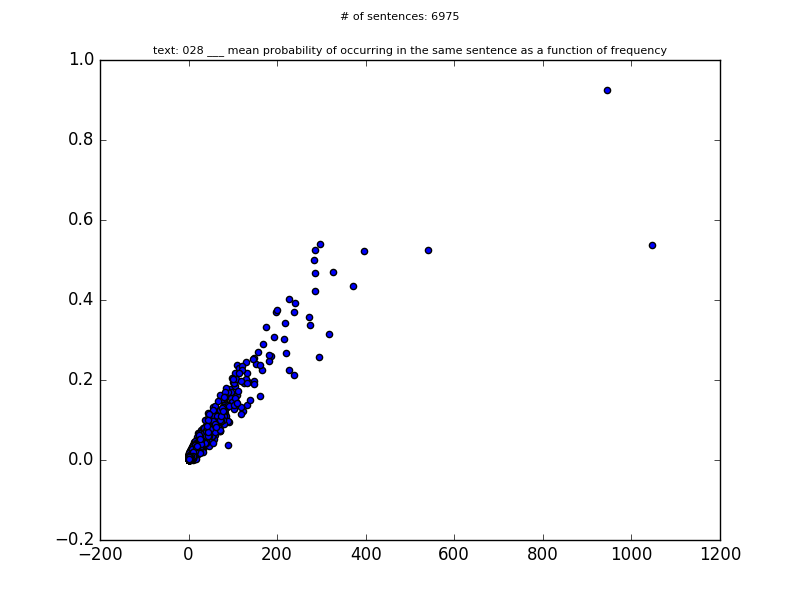 # of sentences: 6975
text: 028 ___ mean probability of occurring in the same sentence as a function of frequency
1.0
0.8
0.6
0.4
0.2
0.0
−0.2
−200 0 200 400 600 800 1000 1200